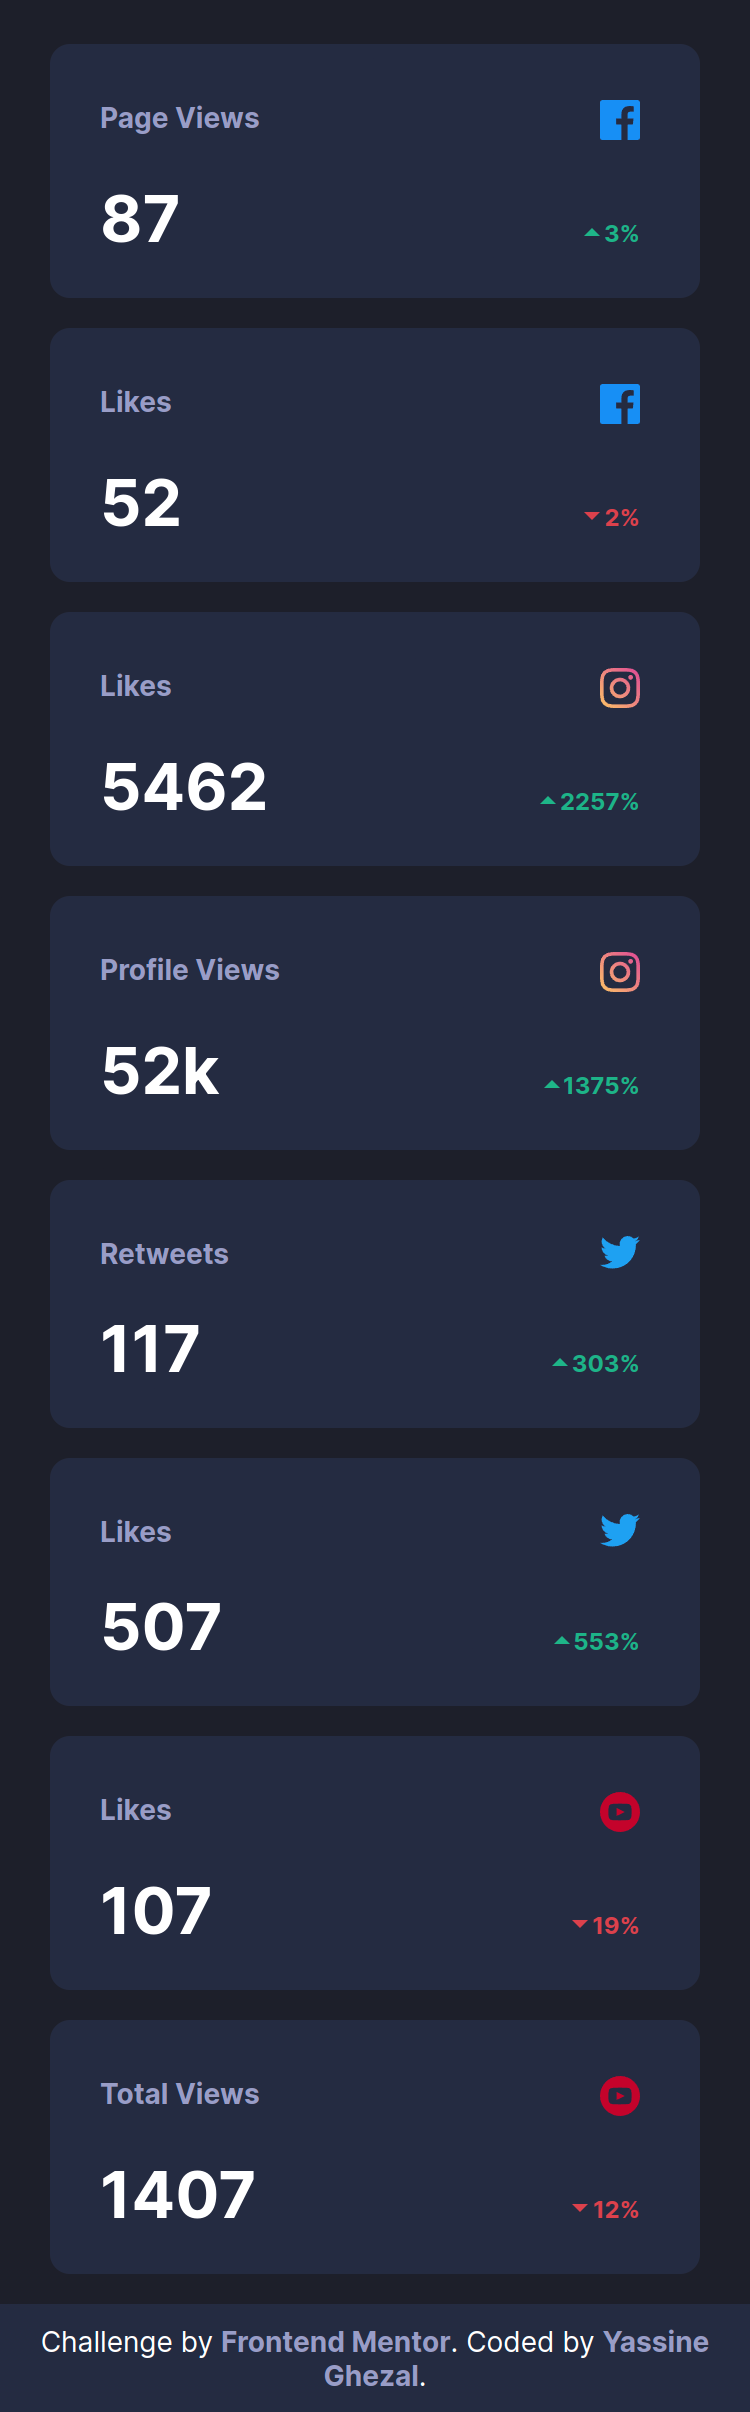 Page Views
87
3%
Likes
52
2%
Likes
5462
2257%
Profile Views
52k
1375%
Retweets
117
303%
Likes
507
553%
Likes
107
19%
Total Views
1407
12%
Challenge by Frontend Mentor. Coded by Yassine
Ghezal.